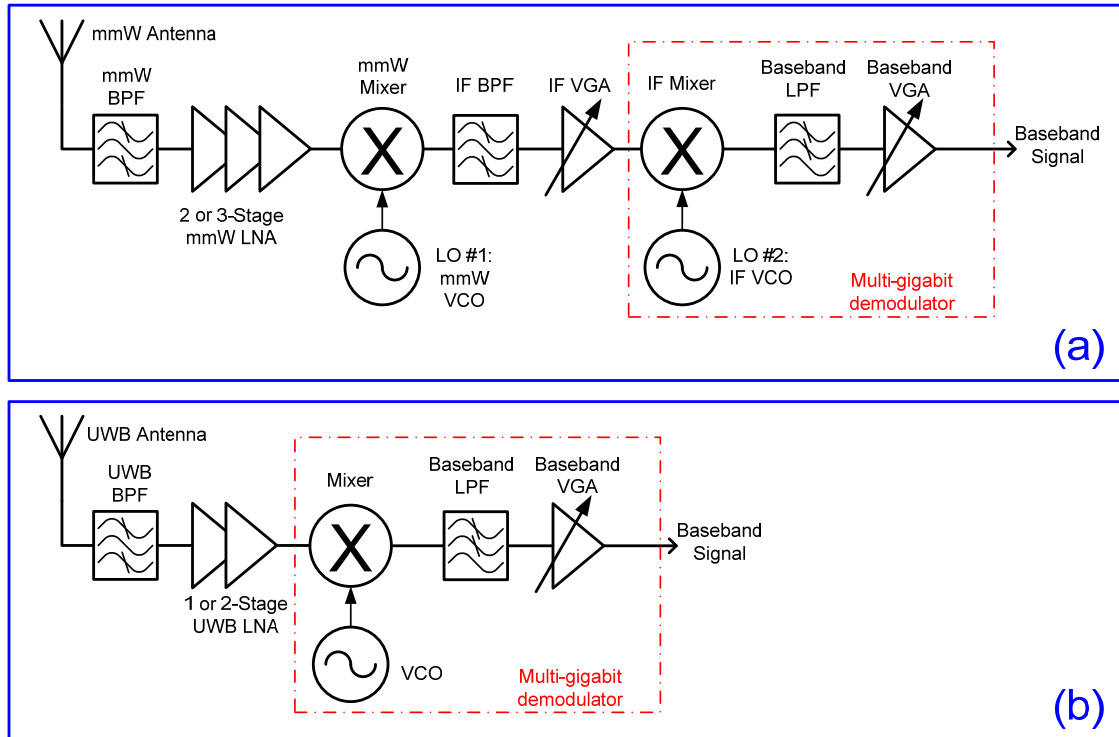 mmW Antenna
mmW
BPF
2 or 3-Stage
mmW LNA
mmW
Mixer
LO #1:
mmW
VCO
IF BPF
IF VGA
IF Mixer
LO #2:
IF VCO
Baseband
LPF
Baseband
VGA
Multi-gigabit
demodulator
Baseband
Signal
(a)
UWB Antenna
UWB
BPF
1 or 2-Stage
UWB LNA
Mixer
VCO
Baseband
LPF
Baseband
VGA
Multi-gigabit
demodulator
Baseband
Signal
(b)